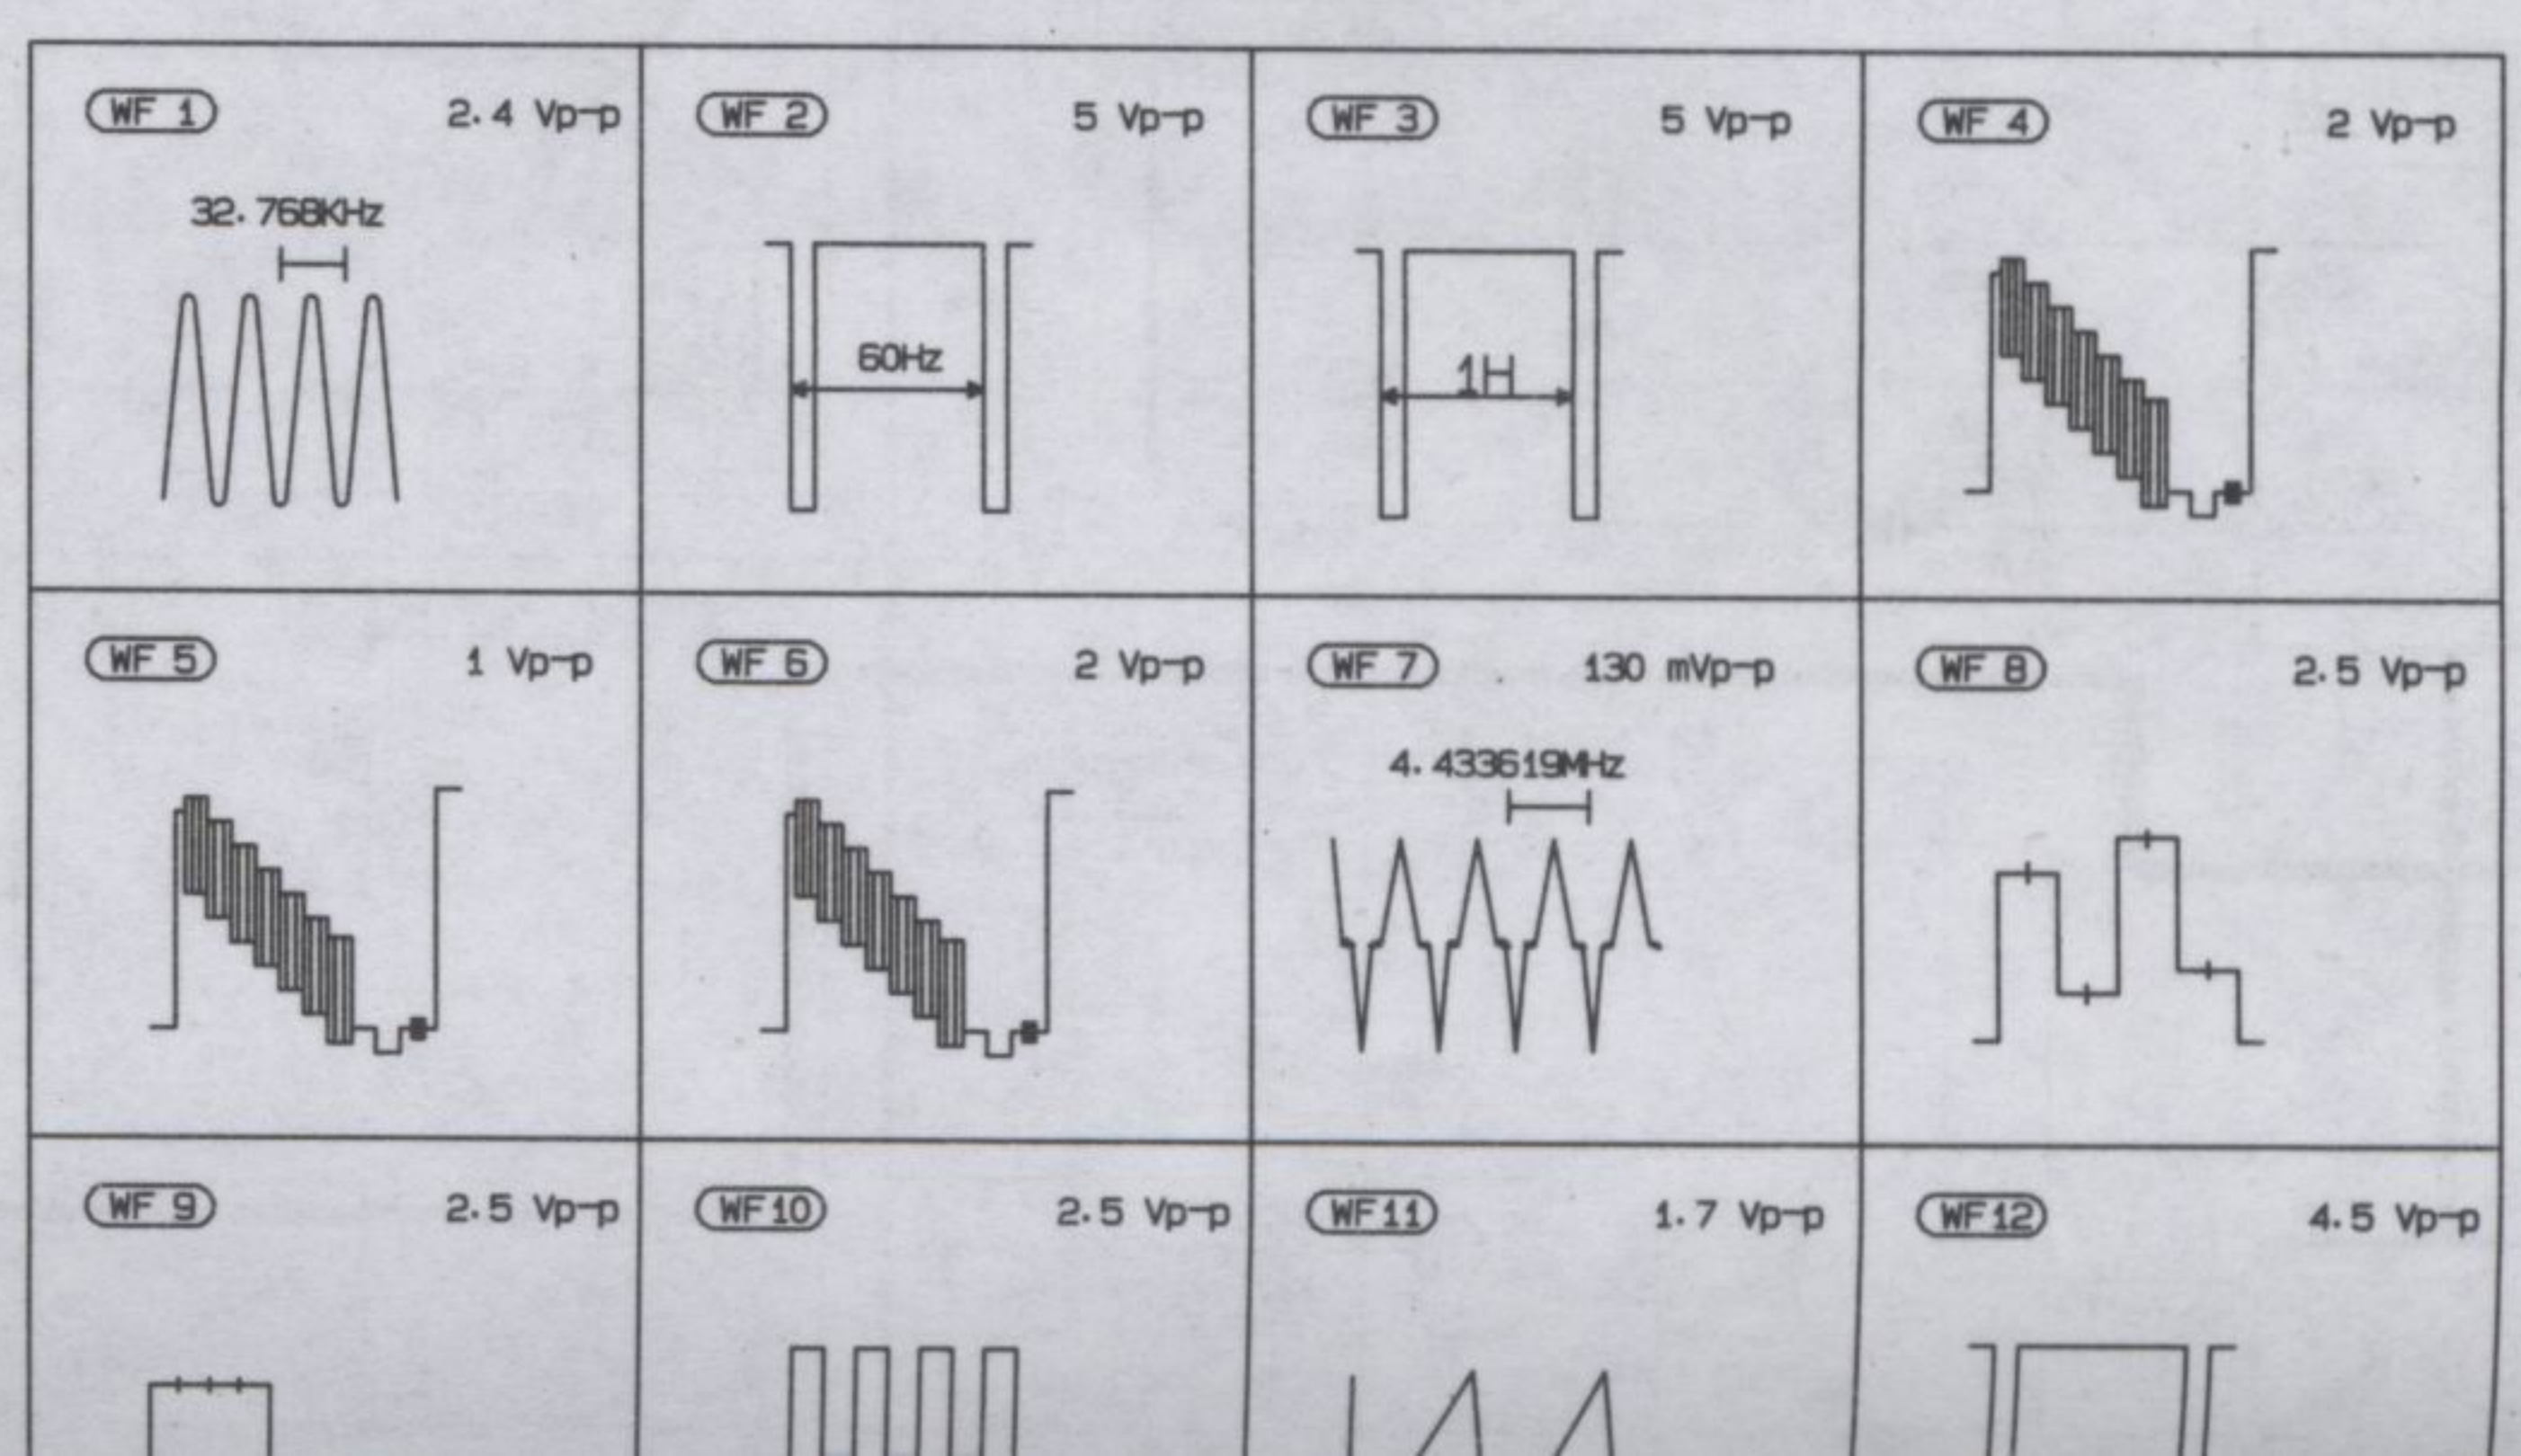 WF 1 2.4 Vp-p
32.768KHz
WF 2 5 Vp-p
60Hz
WF 3 5 Vp-p
1H
WF 4 2 Vp-p
WF 5 1 Vp-p
WF 6 2 Vp-p
WF 7 130 mVp-p
4.433619MHz
WF 8 2.5 Vp-p
WF 9 2.5 Vp-p
WF10 2.5 Vp-p
WF11 1.7 Vp-p
WF12 4.5 Vp-p